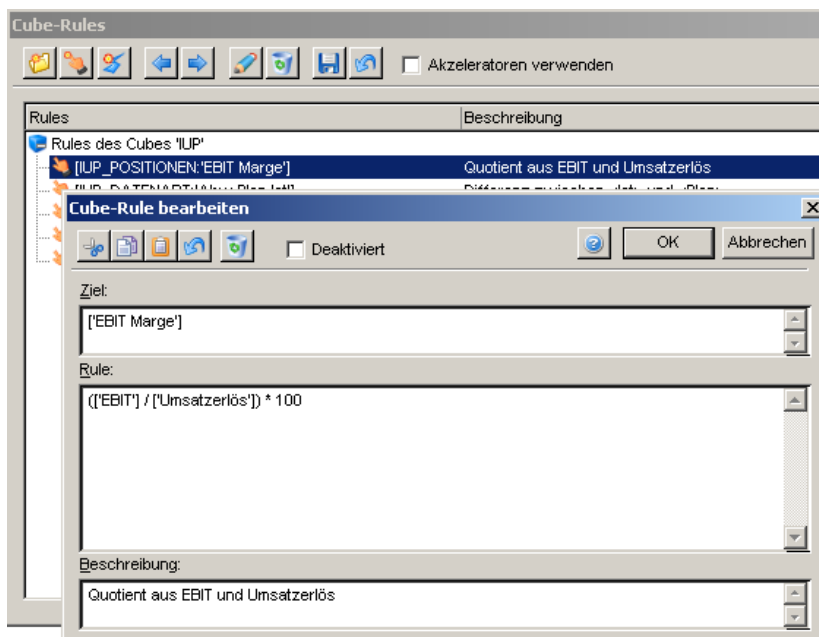 Cube-Rules
Akzeleratoren verwenden
Rules Beschreibung
Rules des Cubes 'IUP'
[IUP_POSITIONEN:'EBIT Marge'] Quotient aus EBIT und Umsatzerlös
Cube-Rule bearbeiten
Deaktiviert OK Abbrechen
Ziel:
['EBIT Marge']
Rule:
(['EBIT'] / ['Umsatzerlös']) * 100
Beschreibung:
Quotient aus EBIT und Umsatzerlös